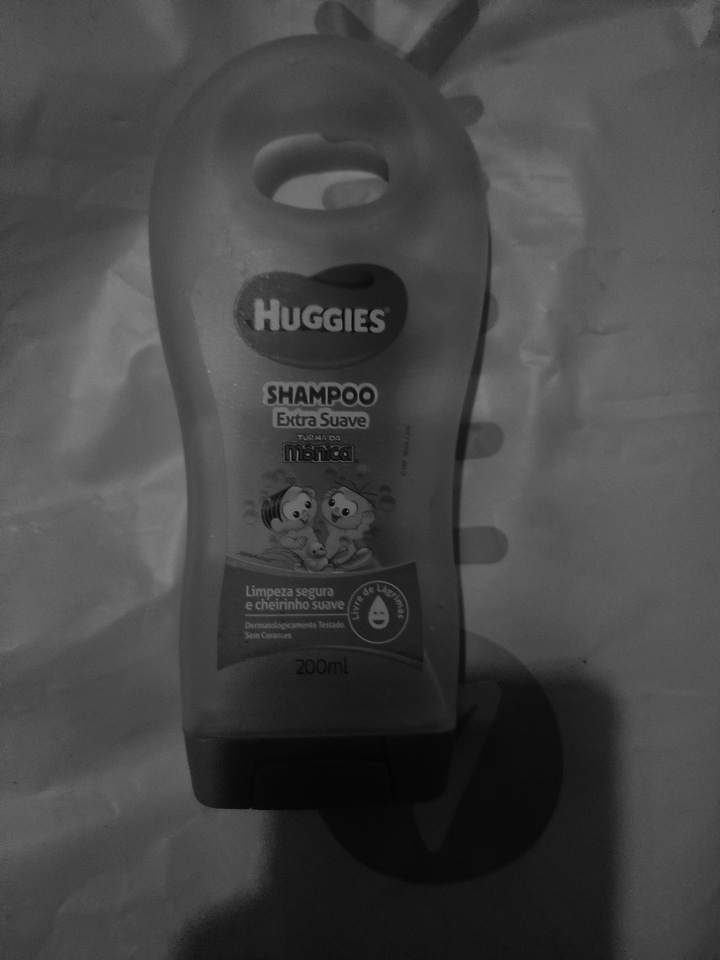 HUGGIES
SHAMPOO
Extra Suave
TURMA DA
Mônica
Limpeza segura
e cheirinho suave
Livre de Lágrimas
Dermatologicamente Testado
Sem Corantes
200ml